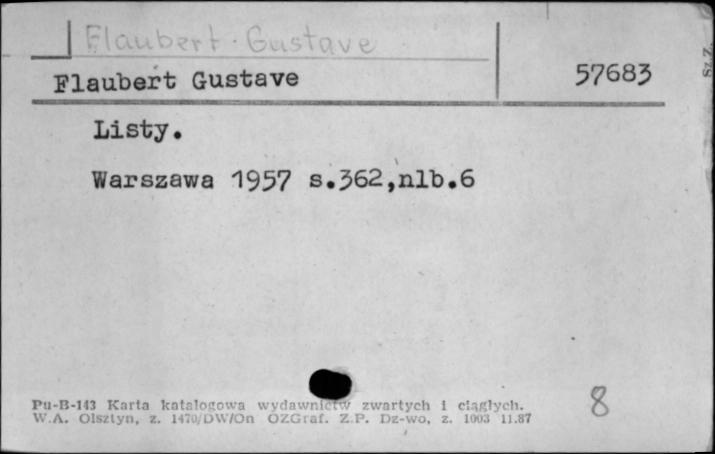 Flaubert Gustave
Flaubert Gustave 57683
Listy.
Warszawa 1957 s.362,nlb.6
8
Pu-B-143 Karta katalogowa wydawnictw zwartych i ciągłych.
W.A. Olsztyn, z. 1470/DW/On OZGraf. Z.P. Dz-wo, z. 1003 11.87
Sz.Z.